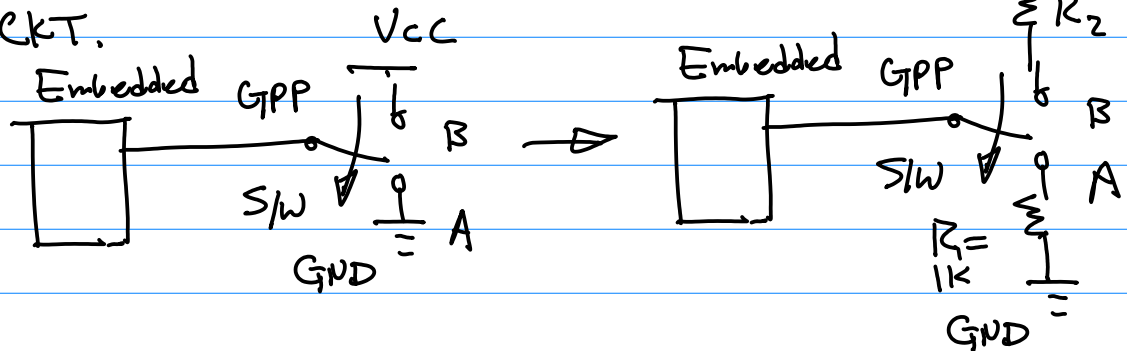 CKT.
VCC
R2
Embedded
GPP
B
S/W
A
GND
Embedded
GPP
B
S/W
A
R1=
1K
GND